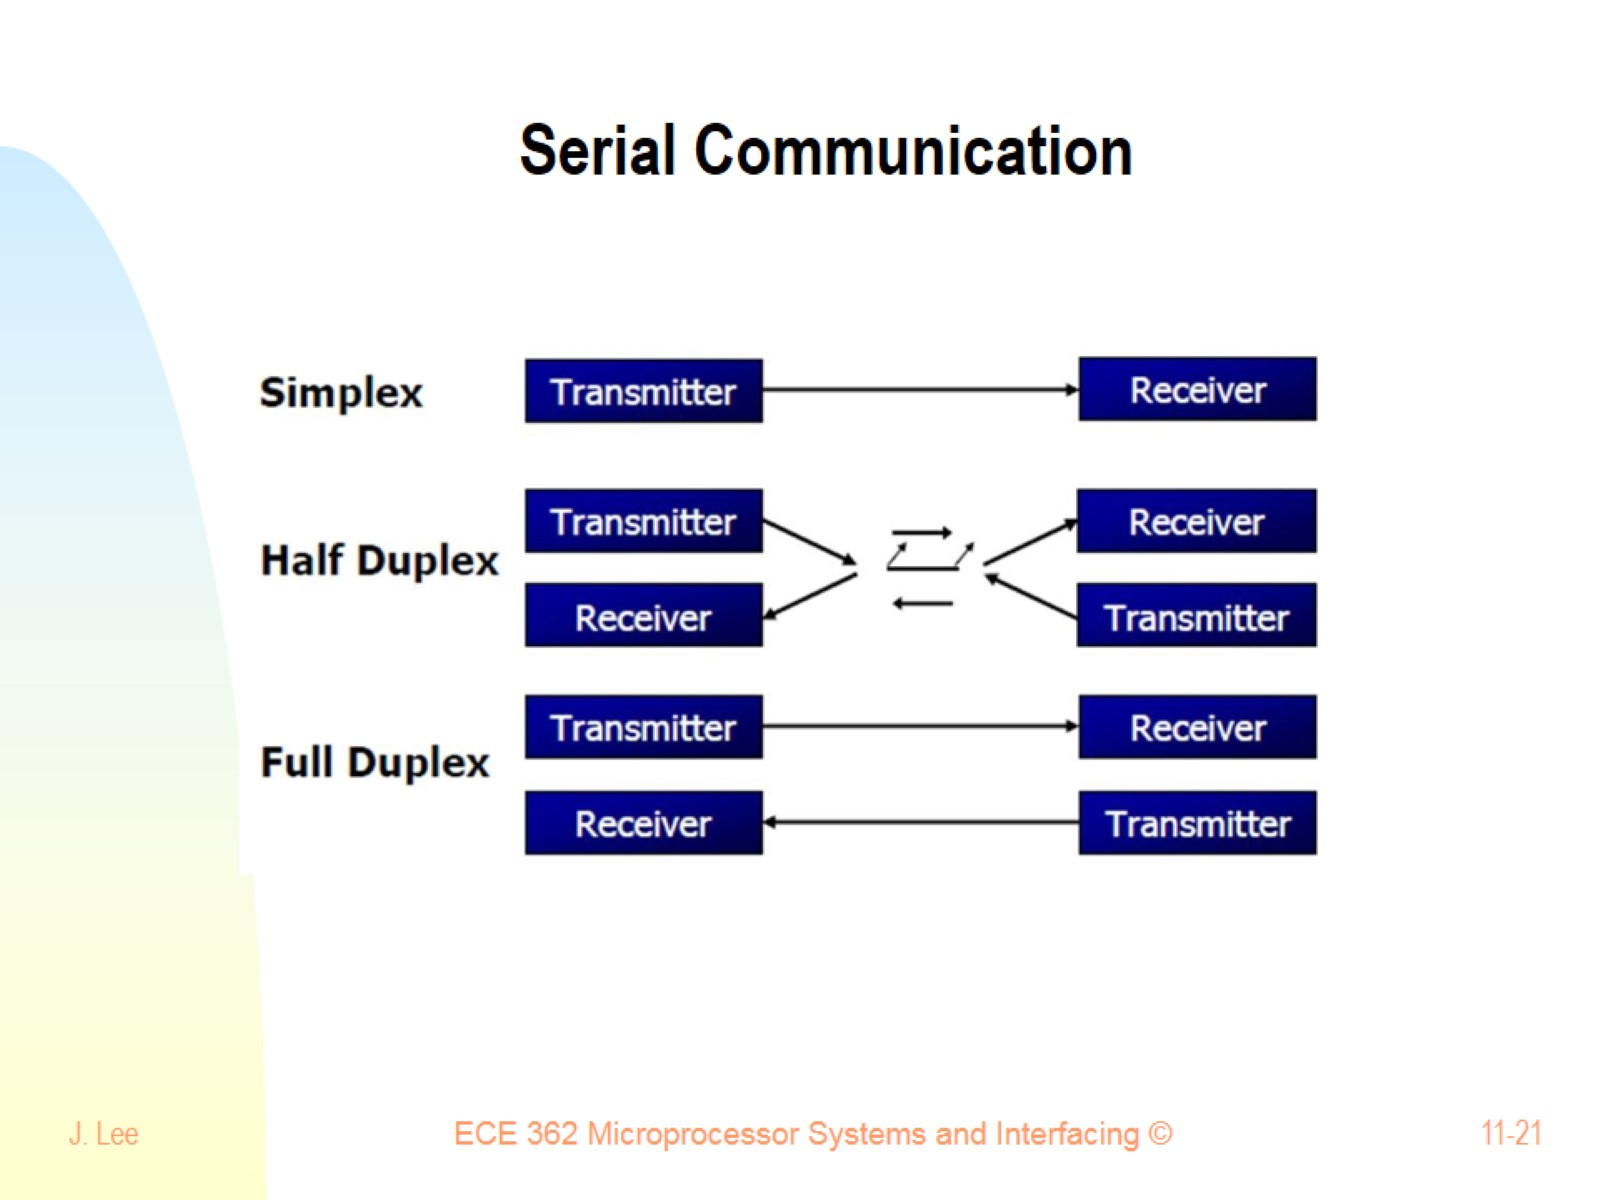 Serial Communication
Simplex
Transmitter
Receiver
Half Duplex
Transmitter
Receiver
Receiver
Transmitter
Full Duplex
Transmitter
Receiver
Receiver
Transmitter
J. Lee
ECE 362 Microprocessor Systems and Interfacing ©
11-21